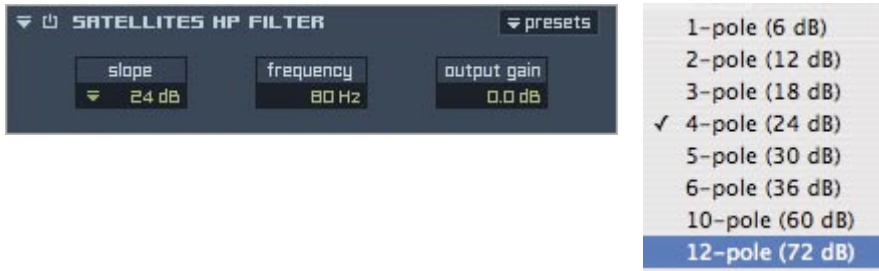 SATELLITES HP FILTER
presets
slope
frequency
output gain
24 dB
80 Hz
0.0 dB
1-pole (6 dB)
2-pole (12 dB)
3-pole (18 dB)
✓ 4-pole (24 dB)
5-pole (30 dB)
6-pole (36 dB)
10-pole (60 dB)
12-pole (72 dB)